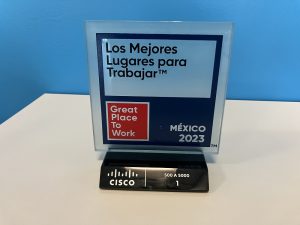 Los Mejores
Lugares para
Trabajar™
Great
Place
To
Work
MÉXICO
2023
CISCO
500 A 5000
1